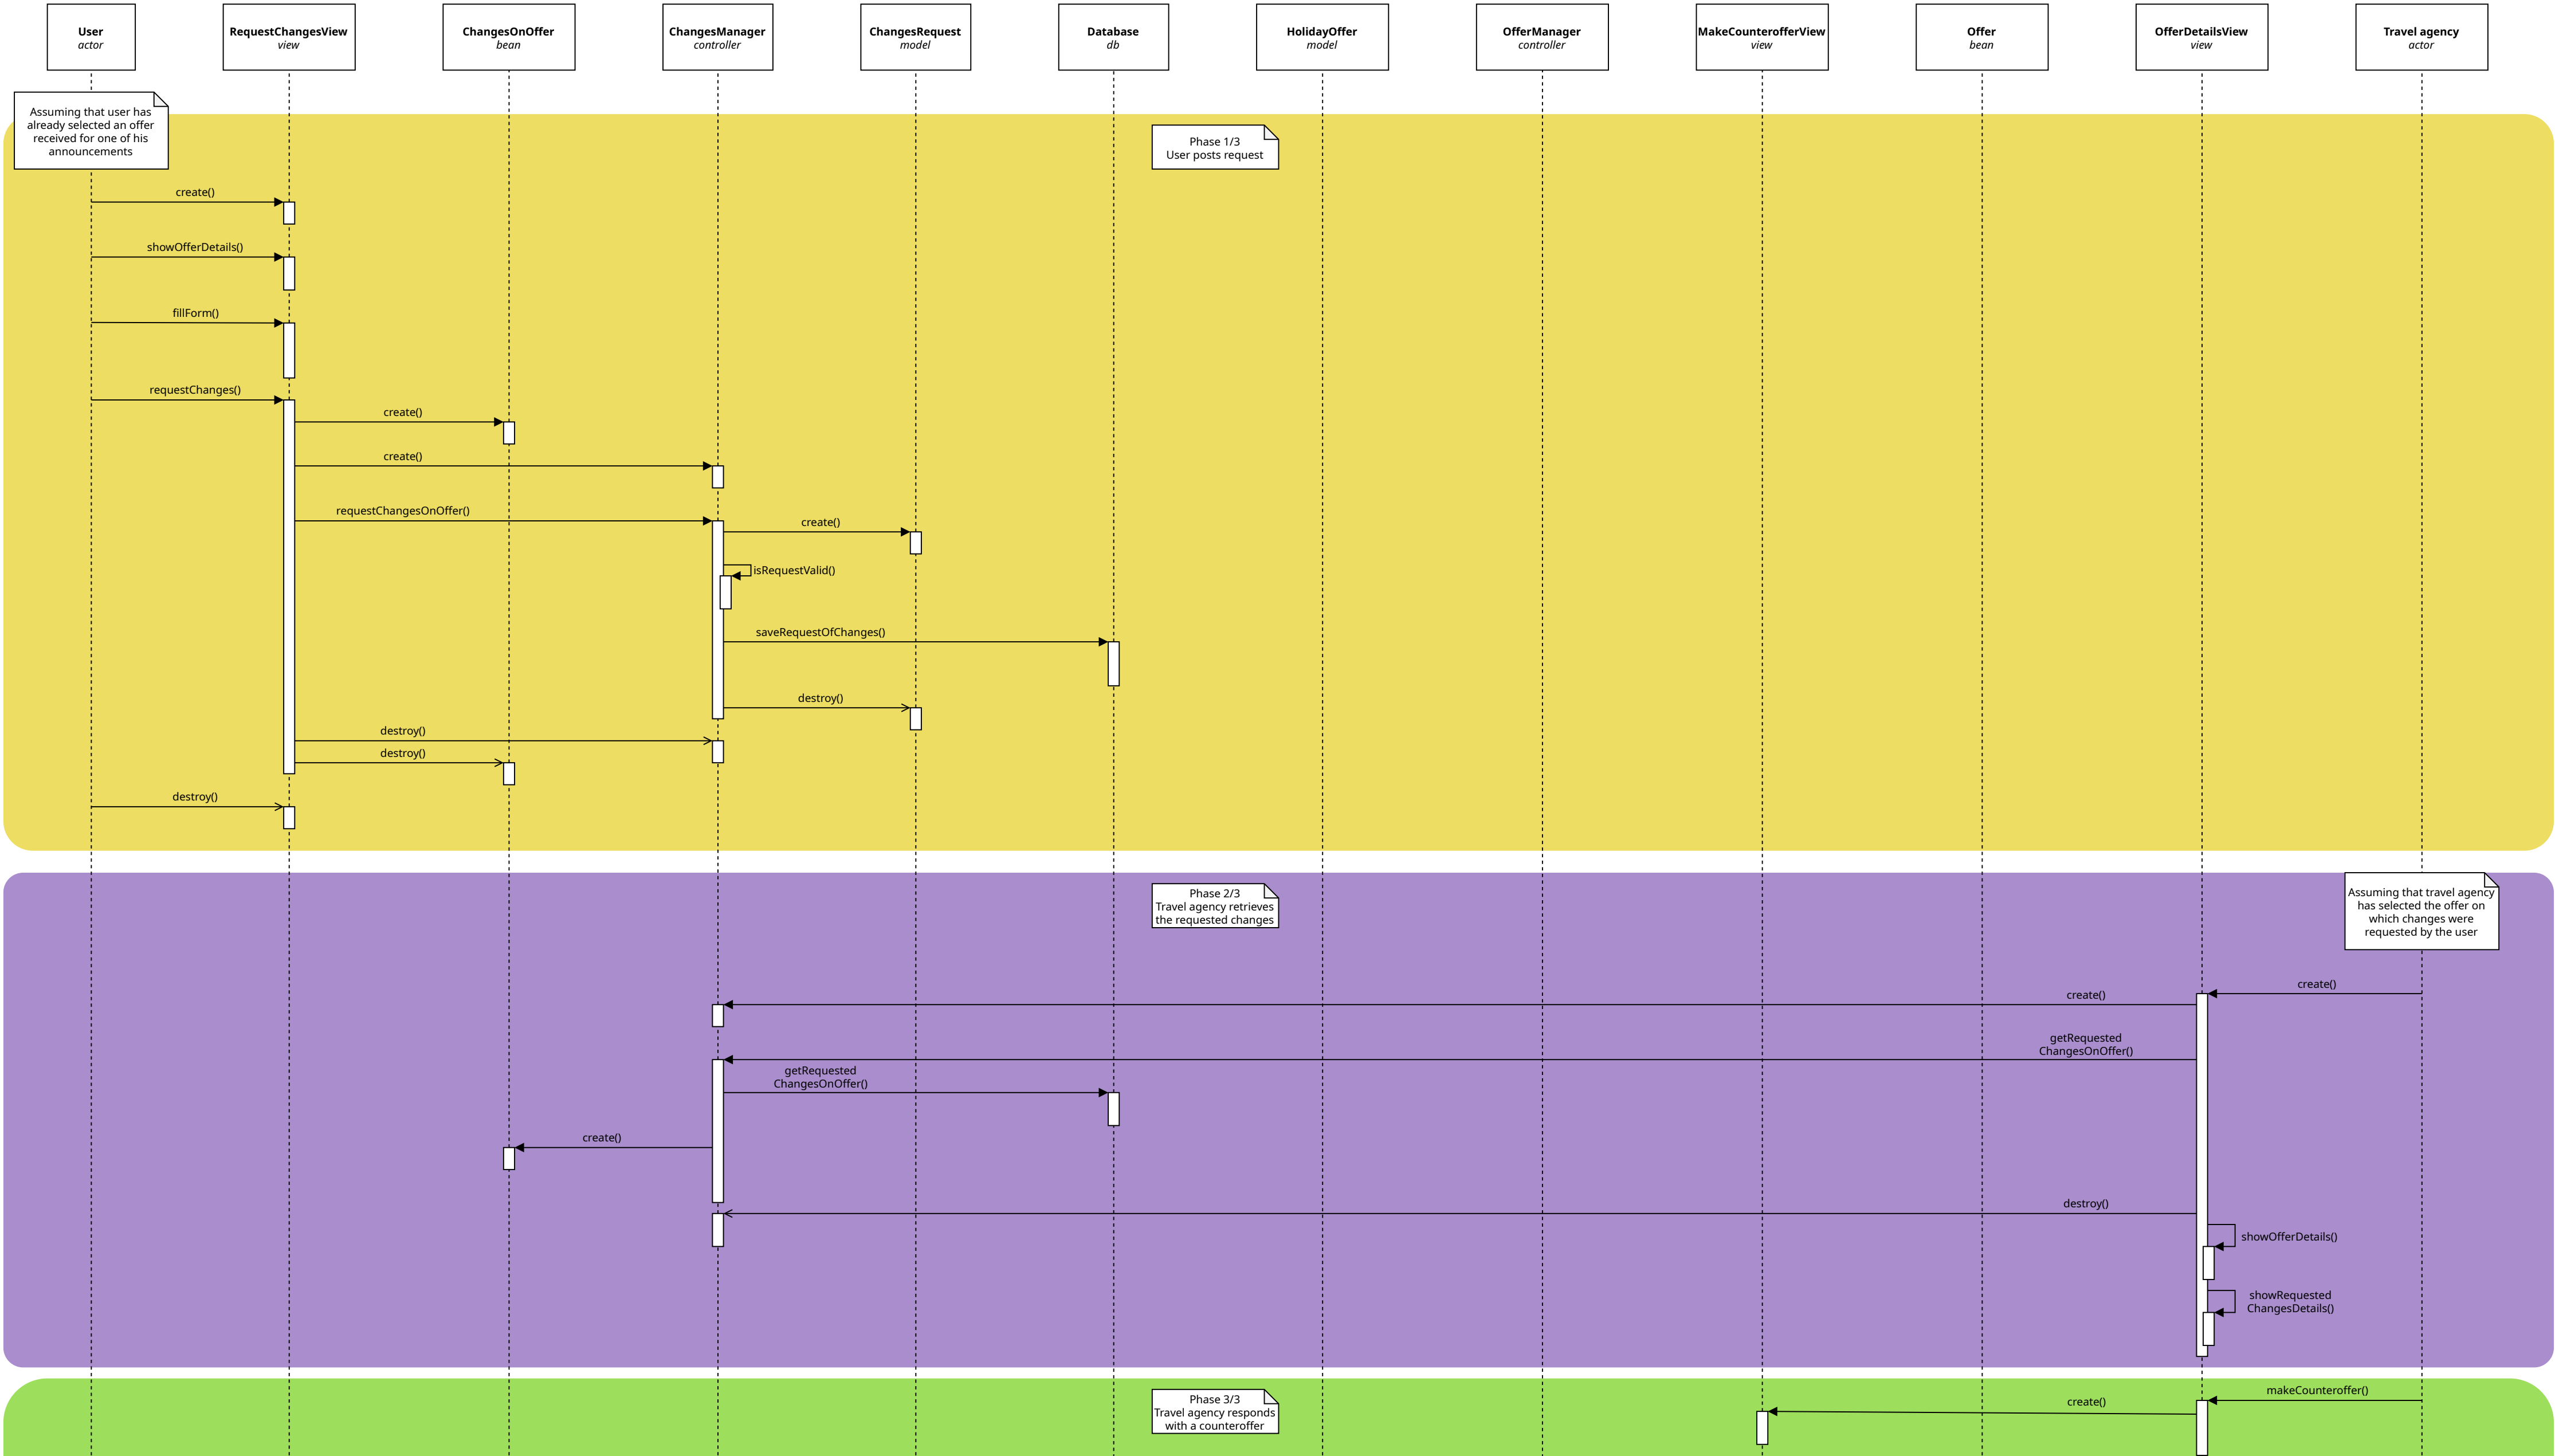 User
actor
RequestChangesView
view
ChangesOnOffer
bean
ChangesManager
controller
ChangesRequest
model
Database
db
HolidayOffer
model
OfferManager
controller
MakeCounterofferView
view
Offer
bean
OfferDetailsView
view
Travel agency
actor
Assuming that user has
already selected an offer
received for one of his
announcements
Phase 1/3
User posts request
create()
showOfferDetails()
fillForm()
requestChanges()
create()
create()
requestChangesOnOffer()
create()
isRequestValid()
saveRequestOfChanges()
destroy()
destroy()
destroy()
destroy()
Phase 2/3
Travel agency retrieves
the requested changes
Assuming that travel agency
has selected the offer on
which changes were
requested by the user
create()
create()
getRequested
ChangesOnOffer()
getRequested
ChangesOnOffer()
create()
destroy()
showOfferDetails()
showRequested
ChangesDetails()
Phase 3/3
Travel agency responds
with a counteroffer
makeCounteroffer()
create()